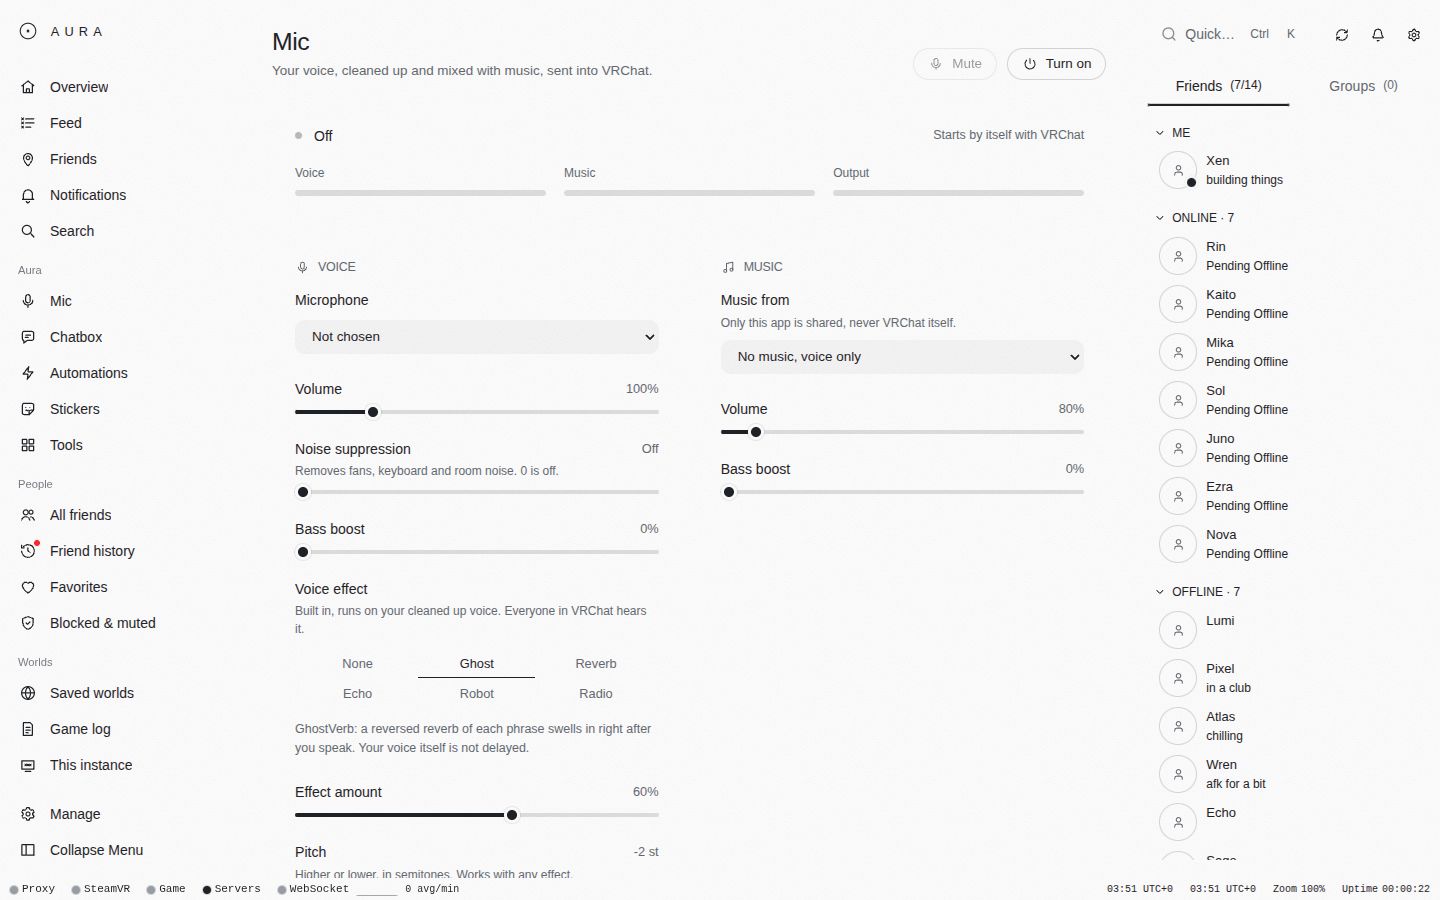 AURA
Overview
Feed
Friends
Notifications
Search
Aura
Mic
Chatbox
Automations
Stickers
Tools
People
All friends
Friend history
Favorites
Blocked & muted
Worlds
Saved worlds
Game log
This instance
Manage
Collapse Menu
Mic
Your voice, cleaned up and mixed with music, sent into VRChat.
Mute
Turn on
Off
Starts by itself with VRChat
Voice
Music
Output
VOICE
Microphone
Not chosen
Volume
100%
Noise suppression
Off
Removes fans, keyboard and room noise. 0 is off.
Bass boost
0%
Voice effect
Built in, runs on your cleaned up voice. Everyone in VRChat hears
it.
None
Ghost
Reverb
Echo
Robot
Radio
GhostVerb: a reversed reverb of each phrase swells in right after
you speak. Your voice itself is not delayed.
Effect amount
60%
Pitch
-2 st
Higher or lower, in semitones. Works with any effect.
MUSIC
Music from
Only this app is shared, never VRChat itself.
No music, voice only
Volume
80%
Bass boost
0%
Quick…
Ctrl
K
Friends (7/14)
Groups (0)
ME
Xen
building things
ONLINE · 7
Rin
Pending Offline
Kaito
Pending Offline
Mika
Pending Offline
Sol
Pending Offline
Juno
Pending Offline
Ezra
Pending Offline
Nova
Pending Offline
OFFLINE · 7
Lumi
Pixel
in a club
Atlas
chilling
Wren
afk for a bit
Echo
Proxy
SteamVR
Game
Servers
WebSocket
0 avg/min
03:51 UTC+0
03:51 UTC+0
Zoom 100%
Uptime 00:00:22